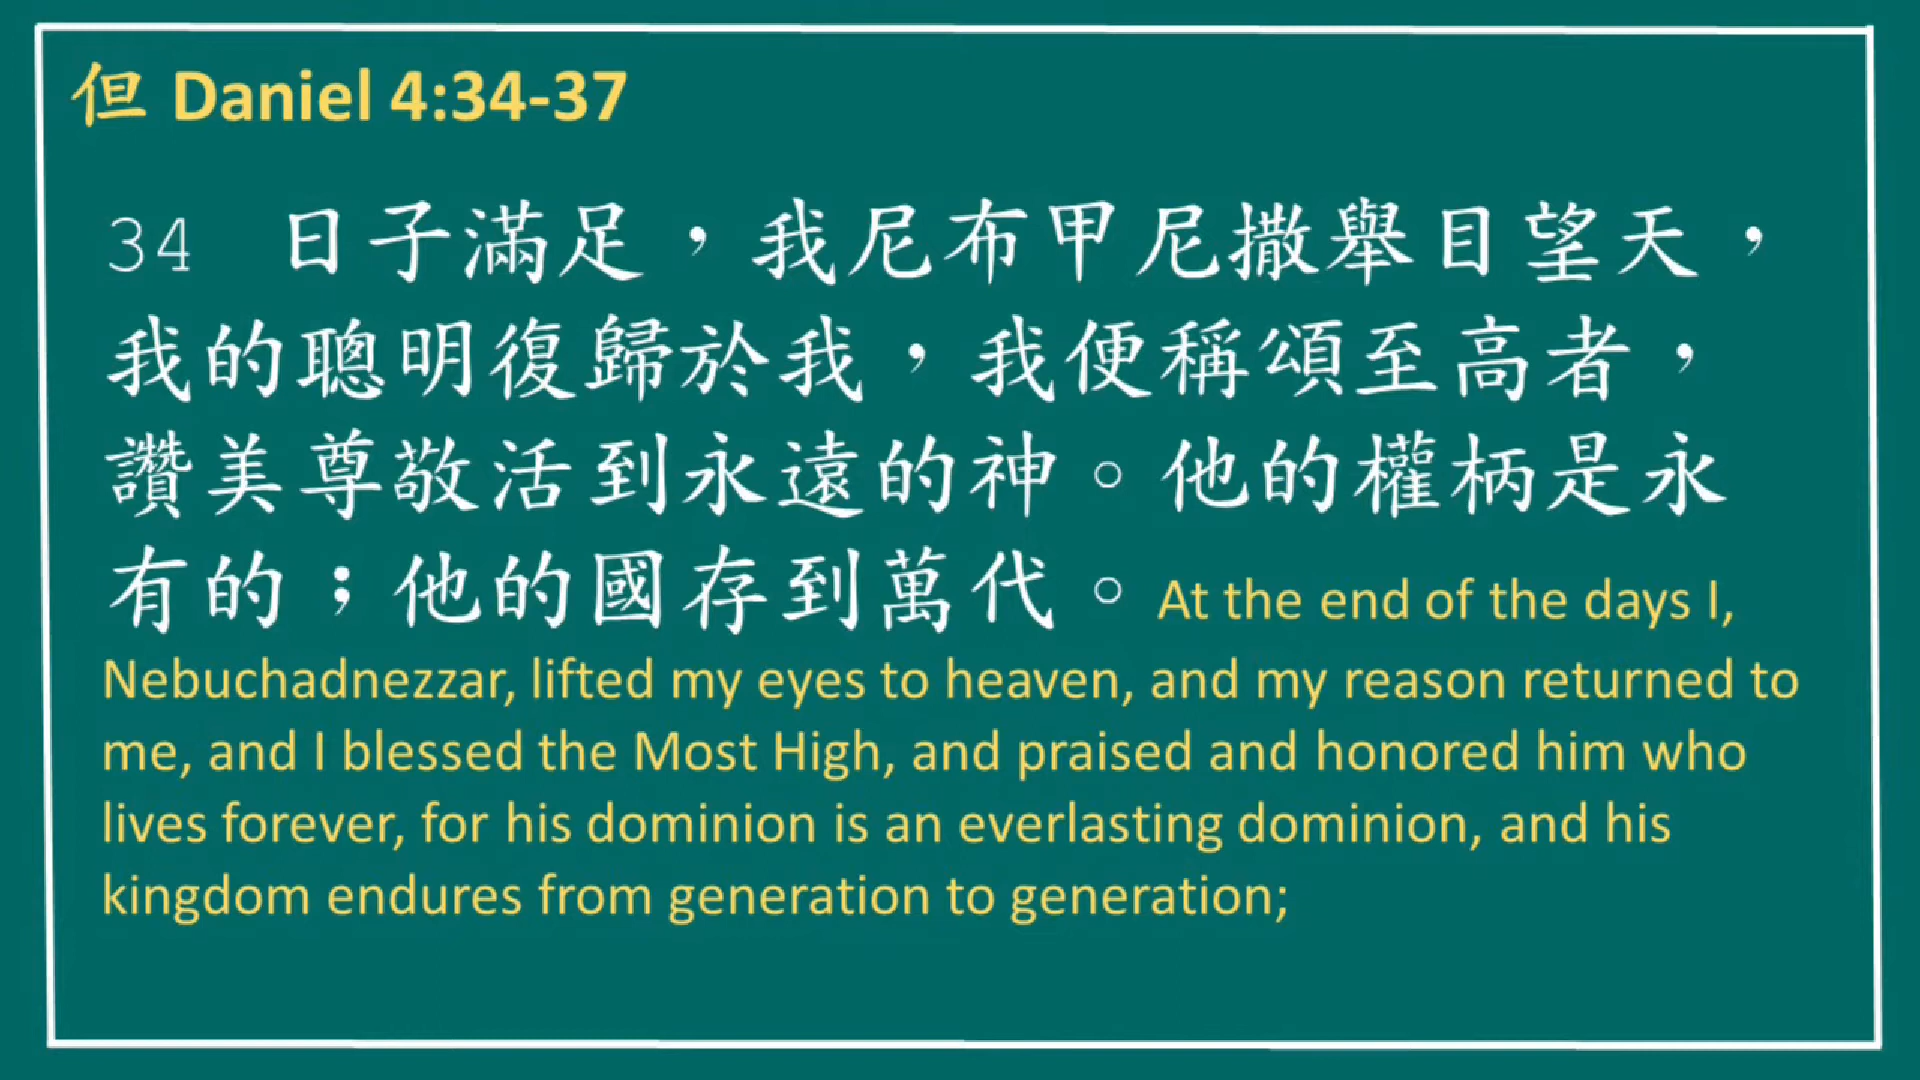 但 Daniel 4:34-37
34 日子滿足，我尼布甲尼撒舉目望天，
我的聰明復歸於我，我便稱頌至高者，
讚美尊敬活到永遠的神。他的權柄是永
有的；他的國存到萬代。At the end of the days I,
Nebuchadnezzar, lifted my eyes to heaven, and my reason returned to
me, and I blessed the Most High, and praised and honored him who
lives forever, for his dominion is an everlasting dominion, and his
kingdom endures from generation to generation;